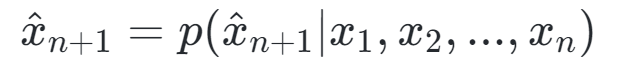 x̂ₙ₊₁ = p(x̂ₙ₊₁|x₁, x₂, ..., xₙ)